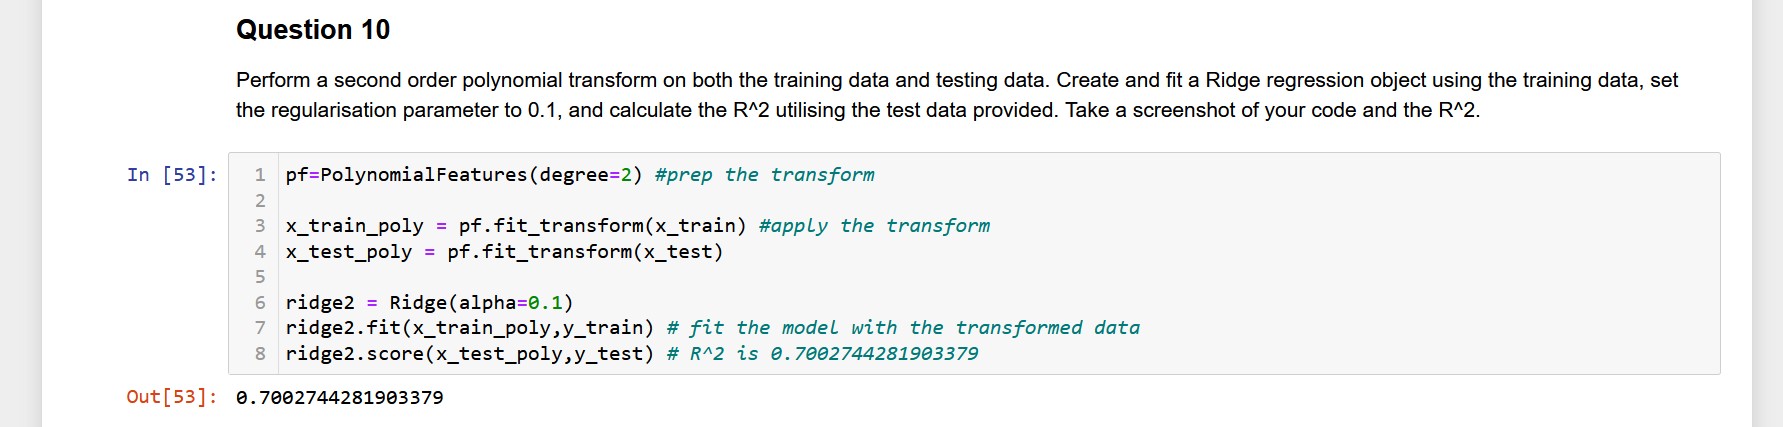 Question 10
Perform a second order polynomial transform on both the training data and testing data. Create and fit a Ridge regression object using the training data, set
the regularisation parameter to 0.1, and calculate the R^2 utilising the test data provided. Take a screenshot of your code and the R^2.
In [53]:
1 pf=PolynomialFeatures(degree=2) #prep the transform
2
3 x_train_poly = pf.fit_transform(x_train) #apply the transform
4 x_test_poly = pf.fit_transform(x_test)
5
6 ridge2 = Ridge(alpha=0.1)
7 ridge2.fit(x_train_poly,y_train) # fit the model with the transformed data
8 ridge2.score(x_test_poly,y_test) # R^2 is 0.7002744281903379
Out[53]: 0.7002744281903379